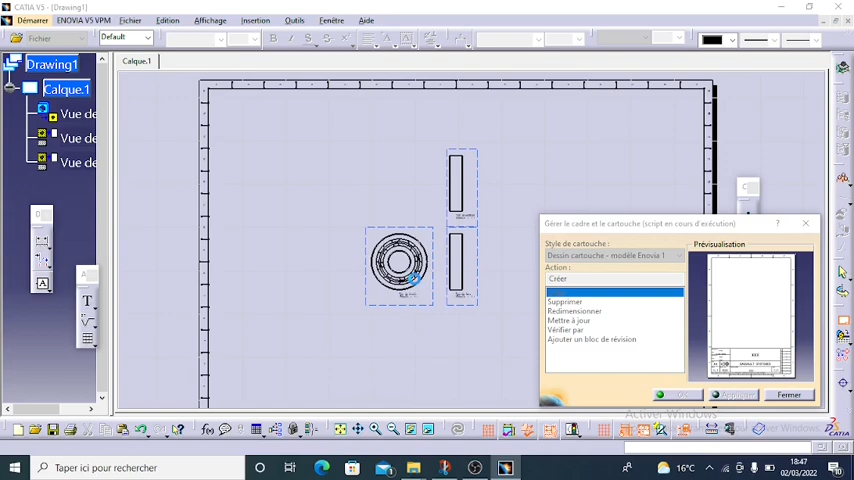 CATIA V5 - [Drawing1]
Démarrer ENOVIA V5 VPM Fichier Edition Affichage Insertion Outils Fenêtre Aide
Fichier Default
B I S
Calque.1
Drawing1
Calque.1
Vue de
Vue de
Vue de
D
A
T
C
Gérer le cadre et le cartouche (script en cours d'exécution) ?
Style de cartouche : Prévisualisation
Dessin cartouche - modèle Enovia 1
Action :
Créer
Supprimer
Redimensionner
Mettre à jour
Vérifier par
Ajouter un bloc de révision
XXX
OK Appliquer Fermer
Activer Windows
CATIA
Taper ici pour rechercher
16°C
18:47
02/03/2022